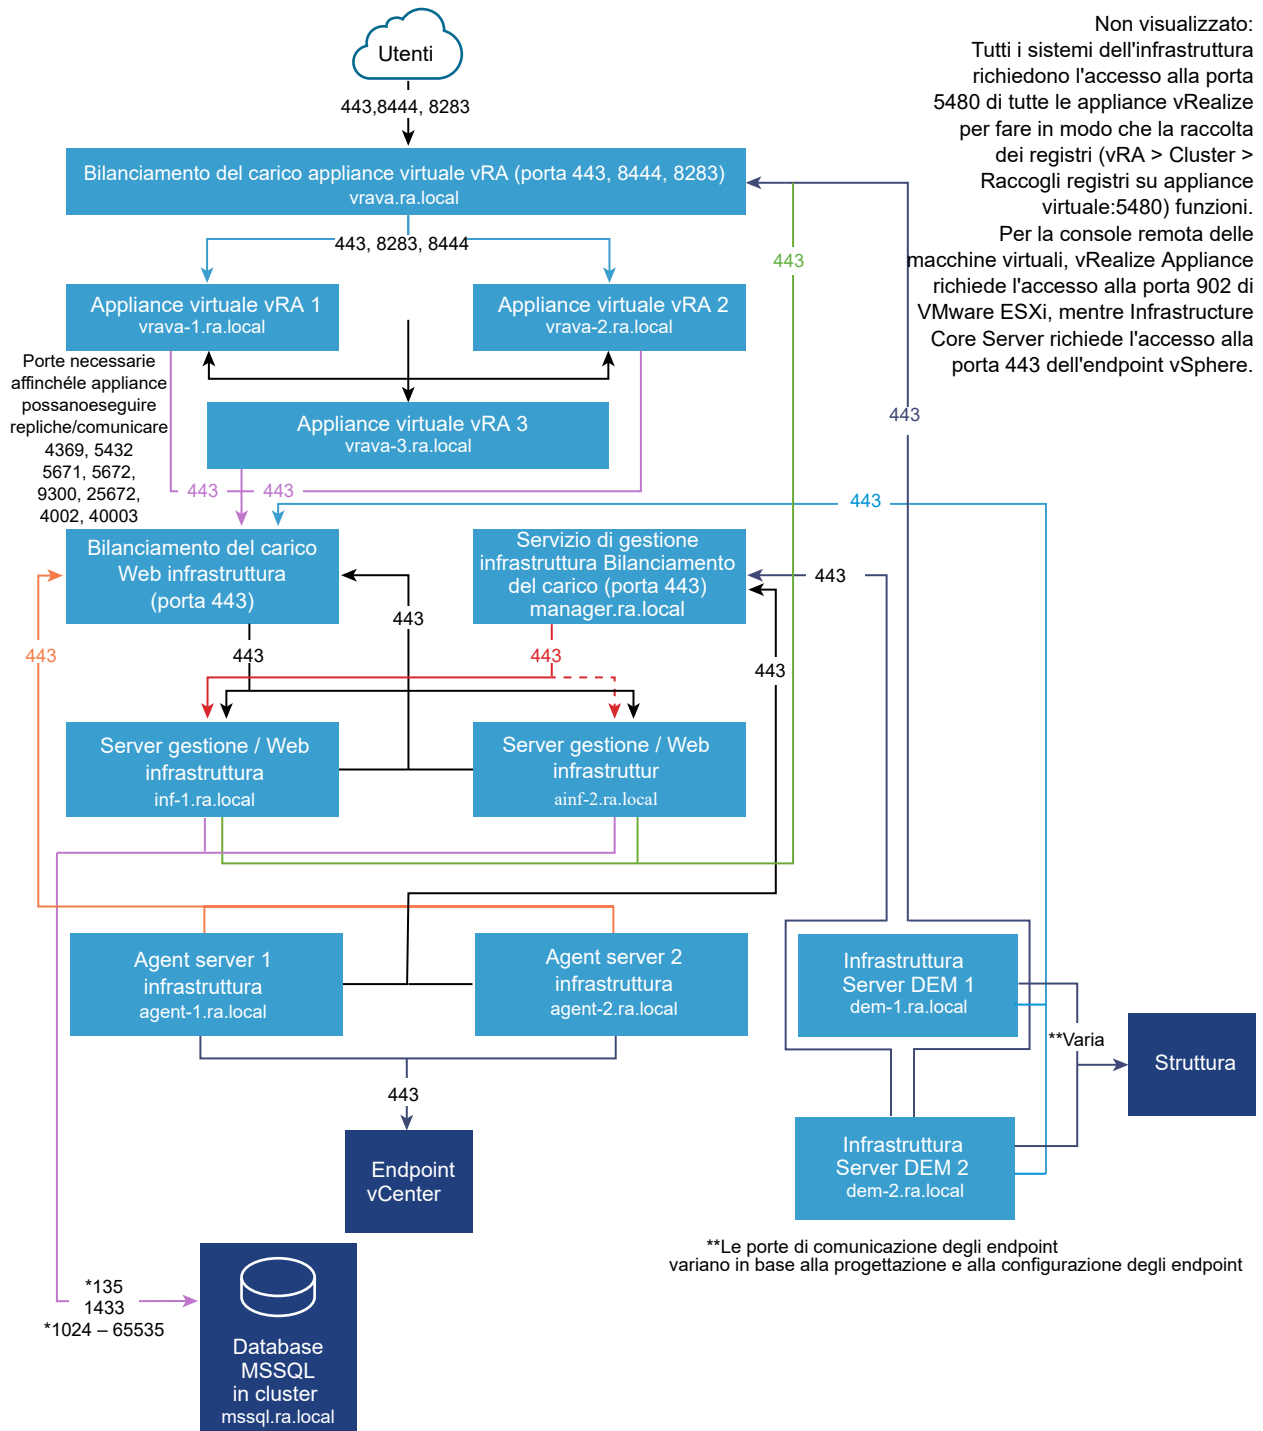 Utenti
443,8444, 8283
Non visualizzato:
Tutti i sistemi dell'infrastruttura
richiedono l'accesso alla porta
5480 di tutte le appliance vRealize
per fare in modo che la raccolta
dei registri (vRA > Cluster >
Raccogli registri su appliance
virtuale:5480) funzioni.
Per la console remota delle
macchine virtuali, vRealize Appliance
richiede l'accesso alla porta 902 di
VMware ESXi, mentre Infrastructure
Core Server richiede l'accesso alla
porta 443 dell'endpoint vSphere.
Bilanciamento del carico appliance virtuale vRA (porta 443, 8444, 8283)
vrava.ra.local
443, 8283, 8444
443
Appliance virtuale vRA 1
vrava-1.ra.local
Appliance virtuale vRA 2
vrava-2.ra.local
Porte necessarie
affinchéle appliance
possanoeseguire
repliche/comunicare
4369, 5432
5671, 5672,
9300, 25672,
4002, 40003
Appliance virtuale vRA 3
vrava-3.ra.local
443
443
443
443
Bilanciamento del carico
Web infrastruttura
(porta 443)
Servizio di gestione
infrastruttura Bilanciamento
del carico (porta 443)
manager.ra.local
443
443
443
443
443
443
Server gestione / Web
infrastruttura
inf-1.ra.local
Server gestione / Web
infrastruttur
ainf-2.ra.local
Agent server 1
infrastruttura
agent-1.ra.local
Agent server 2
infrastruttura
agent-2.ra.local
Infrastruttura
Server DEM 1
dem-1.ra.local
**Varia
Struttura
443
Endpoint
vCenter
Infrastruttura
Server DEM 2
dem-2.ra.local
**Le porte di comunicazione degli endpoint
variano in base alla progettazione e alla configurazione degli endpoint
*135
1433
*1024 – 65535
Database
MSSQL
in cluster
mssql.ra.local